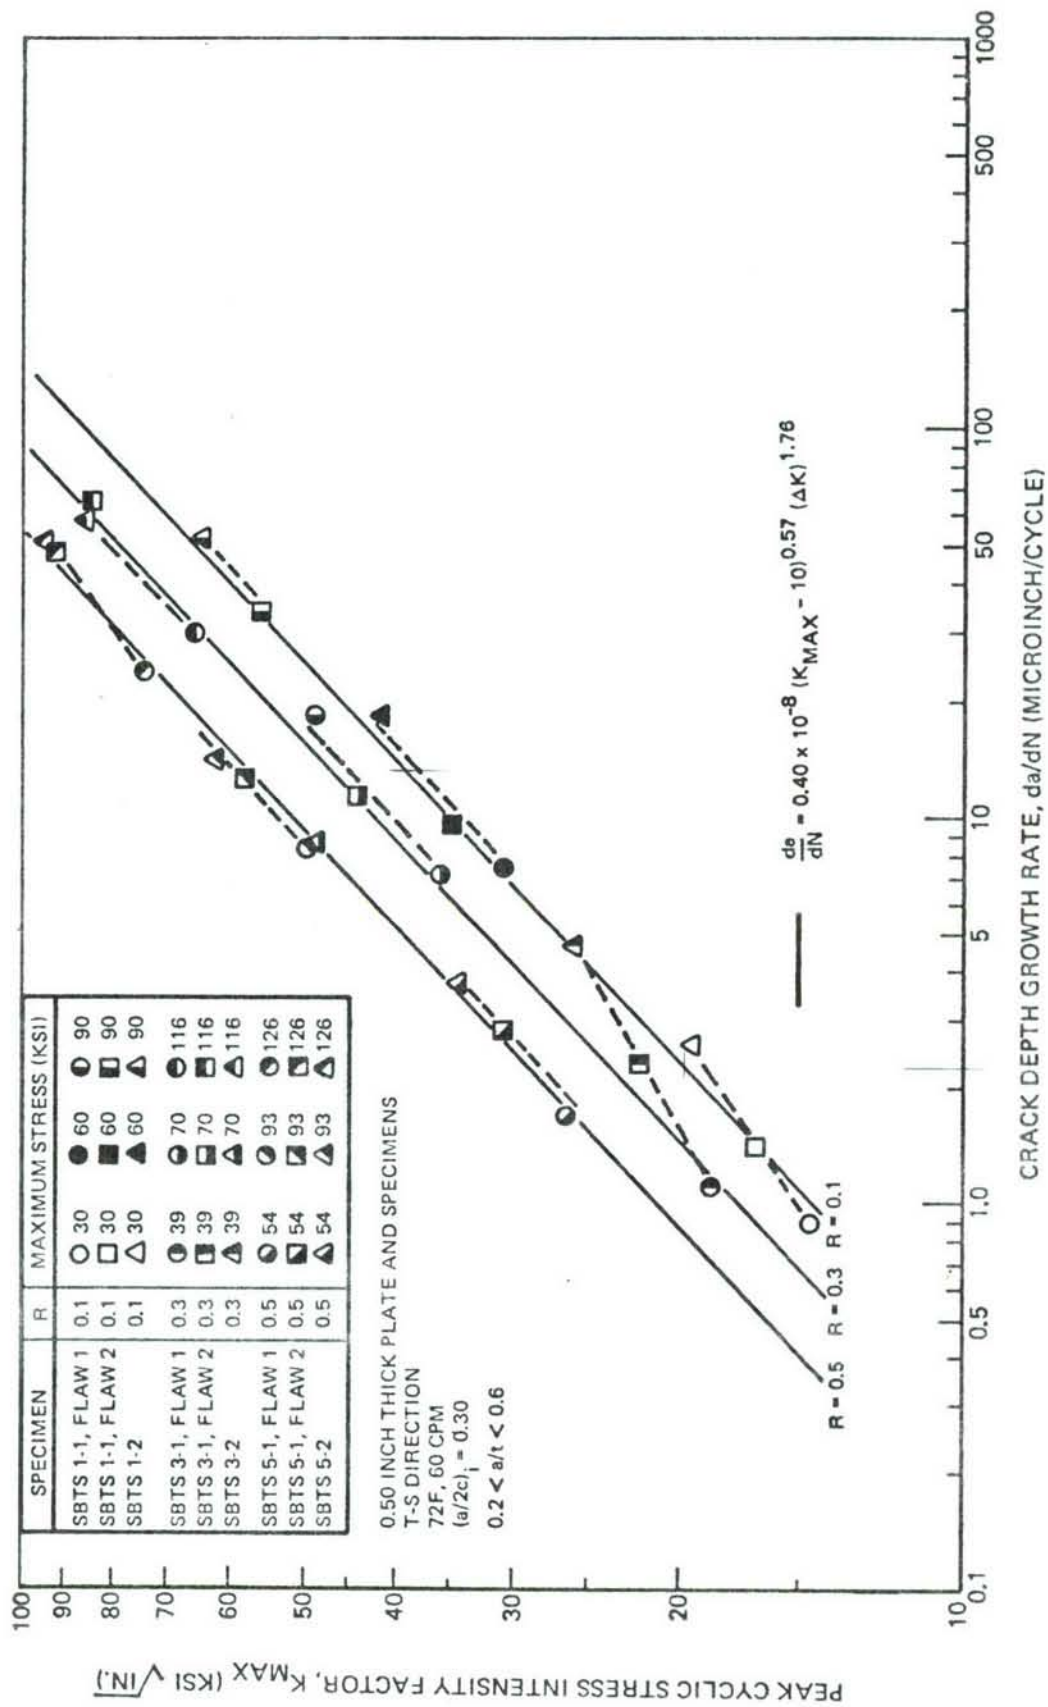 PEAK CYCLIC STRESS INTENSITY FACTOR, KMAX (KSI √IN.)
100
90
80
70
60
50
40
30
20
10
SPECIMEN R MAXIMUM STRESS (KSI)
SBTS 1-1, FLAW 1 0.1 30 60 90
SBTS 1-1, FLAW 2 0.1 30 60 90
SBTS 1-2 0.1 30 60 90
SBTS 3-1, FLAW 1 0.3 39 70 116
SBTS 3-1, FLAW 2 0.3 39 70 116
SBTS 3-2 0.3 39 70 116
SBTS 5-1, FLAW 1 0.5 54 93 126
SBTS 5-1, FLAW 2 0.5 54 93 126
SBTS 5-2 0.5 54 93 126
0.50 INCH THICK PLATE AND SPECIMENS
T-S DIRECTION
72F, 60 CPM
(a/2c)i = 0.30
0.2 < a/t < 0.6
de/dN = 0.40 x 10^-8 (KMAX - 10)^0.57 (ΔK)^1.76
R = 0.5 R = 0.3 R = 0.1
0.1 0.5 1.0 5 10 50 100 500 1000
CRACK DEPTH GROWTH RATE, da/dN (MICROINCH/CYCLE)